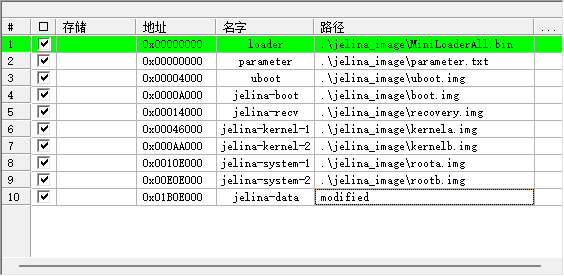 # 存储 地址 名字 路径 ...
1 0x00000000 loader .\jelina_image\MiniLoaderAll.bin
2 0x00000000 parameter .\jelina_image\parameter.txt
3 0x00004000 uboot .\jelina_image\uboot.img
4 0x0000A000 jelina-boot .\jelina_image\boot.img
5 0x00014000 jelina-recv .\jelina_image\recovery.img
6 0x00046000 jelina-kernel-1 .\jelina_image\kernela.img
7 0x000AA000 jelina-kernel-2 .\jelina_image\kernelb.img
8 0x0010E000 jelina-system-1 .\jelina_image\roota.img
9 0x00E0E000 jelina-system-2 .\jelina_image\rootb.img
10 0x01B0E000 jelina-data modified